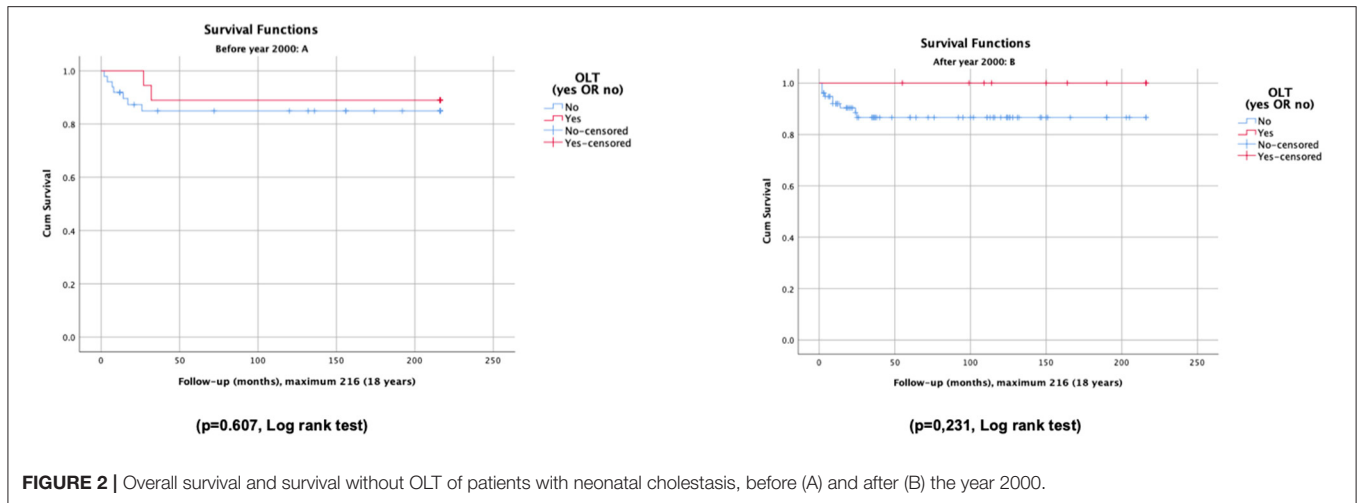 Survival Functions
Before year 2000: A
OLT
(yes OR no)
No
Yes
No-censored
Yes-censored
Cum Survival
1.0
0.8
0.6
0.4
0.2
0.0
0
50
100
150
200
250
Follow-up (months), maximum 216 (18 years)
(p=0.607, Log rank test)
Survival Functions
After year 2000: B
OLT
(yes OR no)
No
Yes
No-censored
Yes-censored
Cum Survival
1.0
0.8
0.6
0.4
0.2
0.0
0
50
100
150
200
250
Follow-up (months), maximum 216 (18 years)
(p=0,231, Log rank test)
FIGURE 2 | Overall survival and survival without OLT of patients with neonatal cholestasis, before (A) and after (B) the year 2000.